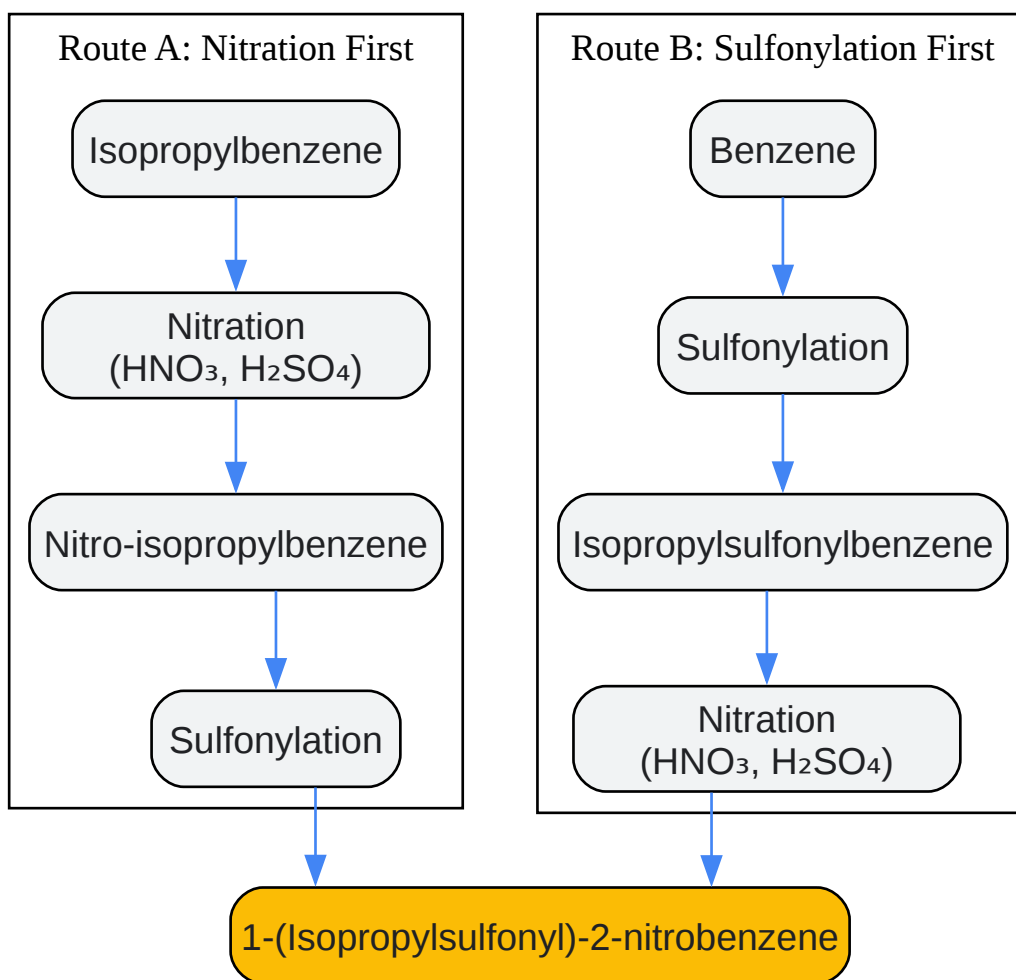 Route A: Nitration First
Isopropylbenzene
Nitration
(HNO₃, H₂SO₄)
Nitro-isopropylbenzene
Sulfonylation
Route B: Sulfonylation First
Benzene
Sulfonylation
Isopropylsulfonylbenzene
Nitration
(HNO₃, H₂SO₄)
1-(Isopropylsulfonyl)-2-nitrobenzene